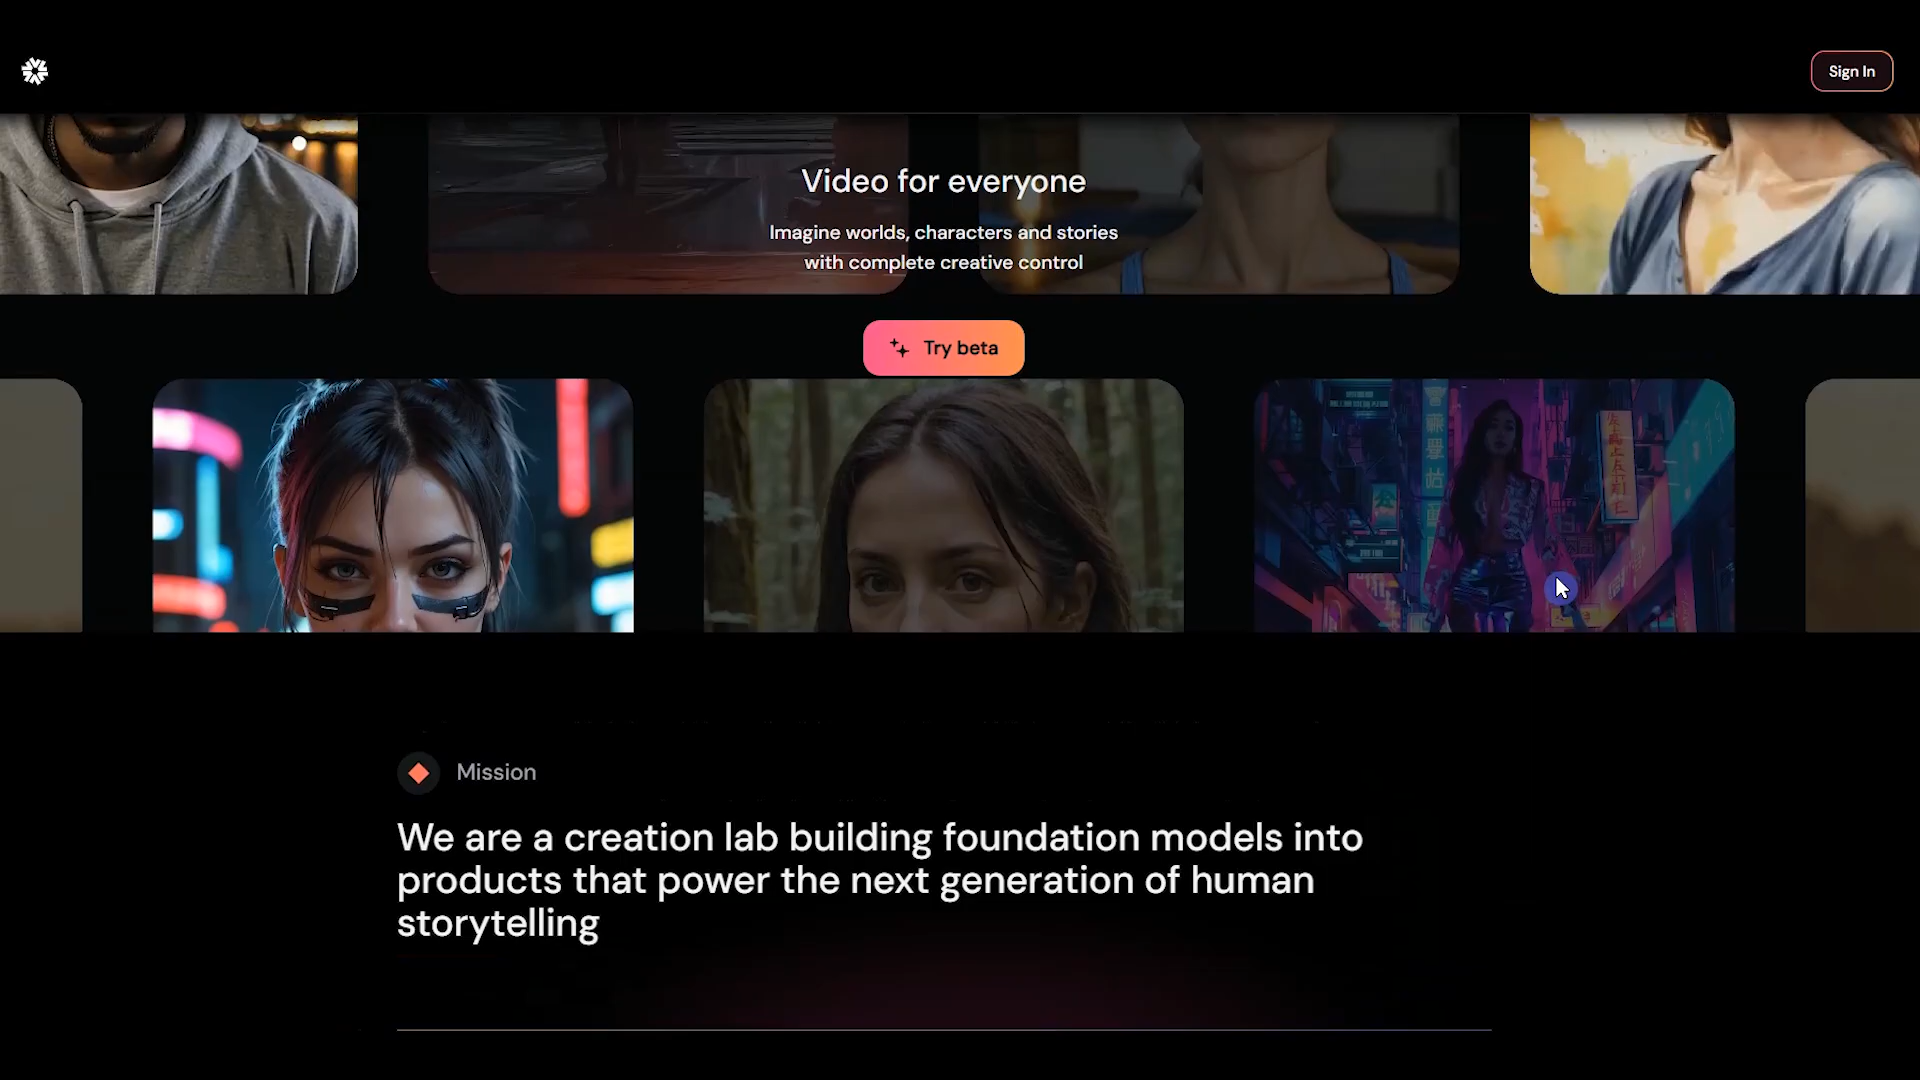 Sign In
Video for everyone
Imagine worlds, characters and stories
with complete creative control
Try beta
Mission
We are a creation lab building foundation models into
products that power the next generation of human
storytelling